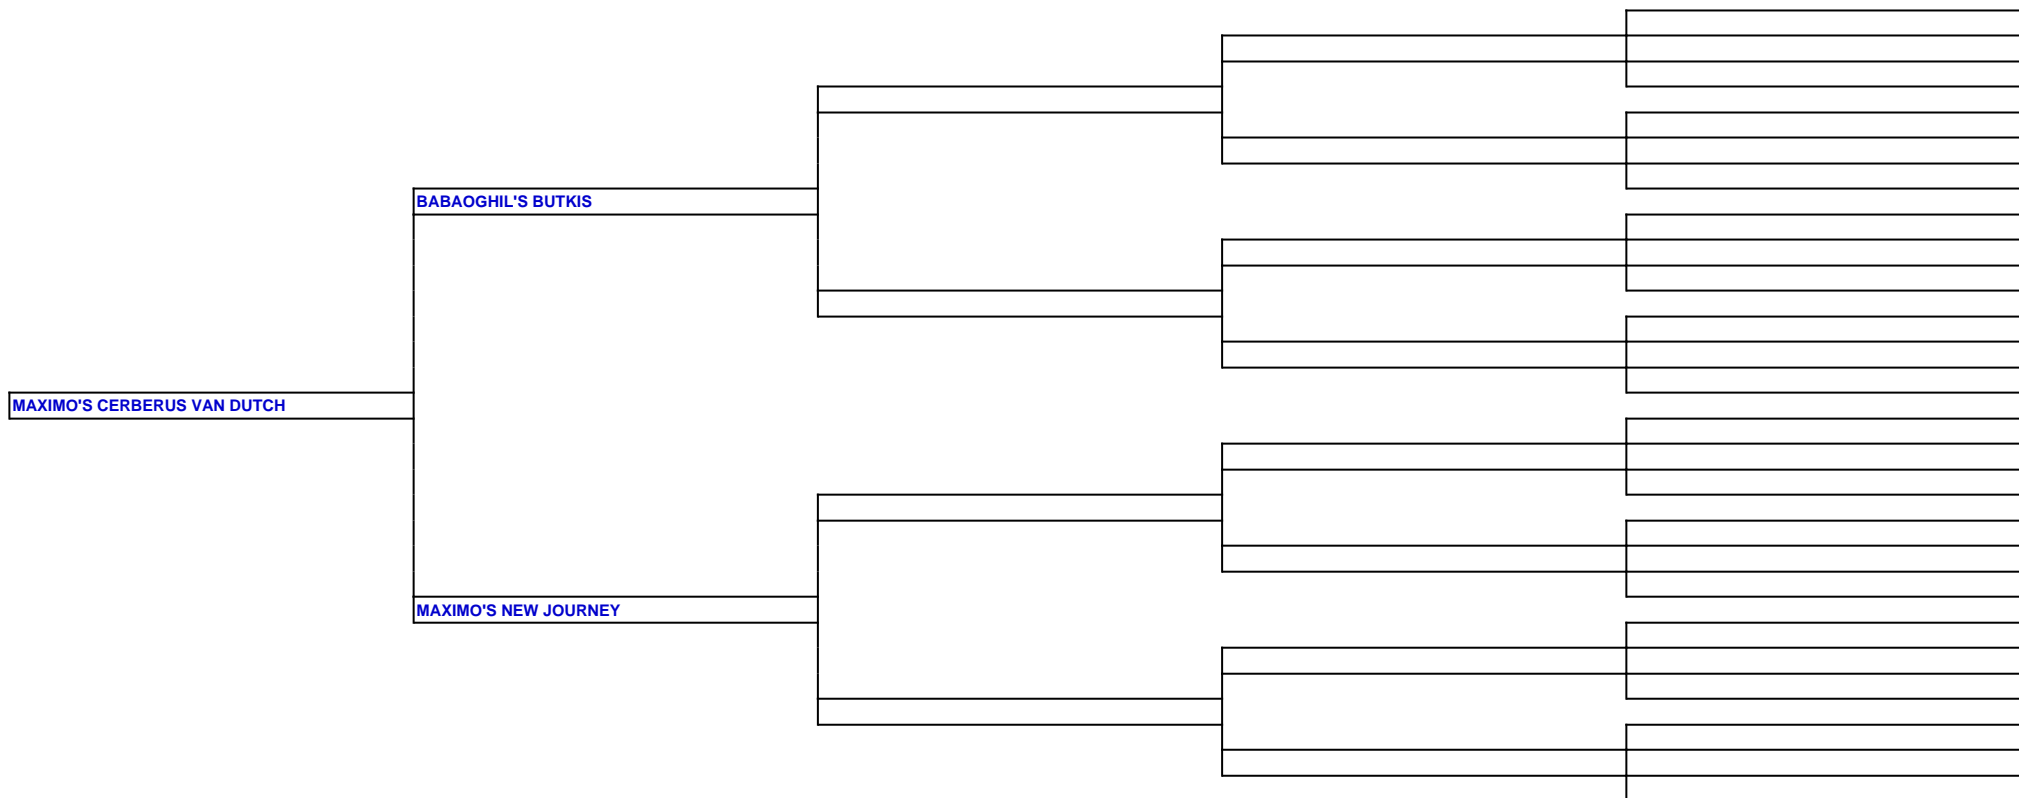 BABAOGHIL'S BUTKIS
MAXIMO'S CERBERUS VAN DUTCH
MAXIMO'S NEW JOURNEY